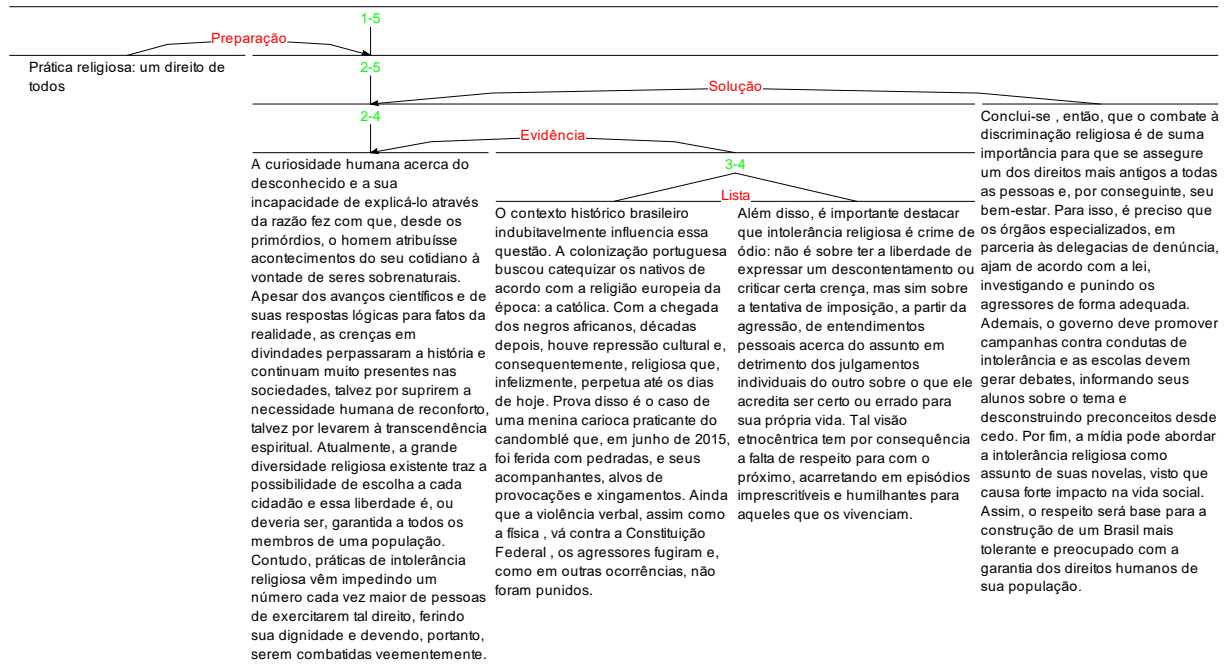 1-5
Preparação
Prática religiosa: um direito de
todos
2-5
Solução
2-4
Evidência
A curiosidade humana acerca do
desconhecido e a sua
incapacidade de explicá-lo através
da razão fez com que, desde os
primórdios, o homem atribuísse
acontecimentos do seu cotidiano à
vontade de seres sobrenaturais.
Apesar dos avanços científicos e de
suas respostas lógicas para fatos da
realidade, as crenças em
divindades perpassaram a história e
continuam muito presentes nas
sociedades, talvez por suprirem a
necessidade humana de reconforto,
talvez por levarem à transcendência
espiritual. Atualmente, a grande
diversidade religiosa existente traz a
possibilidade de escolha a cada
cidadão e essa liberdade é, ou
deveria ser, garantida a todos os
membros de uma população.
Contudo, práticas de intolerância
religiosa vêm impedindo um
número cada vez maior de pessoas
de exercitarem tal direito, ferindo
sua dignidade e devendo, portanto,
serem combatidas veementemente.
3-4
Lista
O contexto histórico brasileiro
indubitavelmente influencia essa
questão. A colonização portuguesa
buscou catequizar os nativos de
acordo com a religião europeia da
época: a católica. Com a chegada
dos negros africanos, décadas
depois, houve repressão cultural e,
consequentemente, religiosa que,
infelizmente, perpetua até os dias
de hoje. Prova disso é o caso de
uma menina carioca praticante do
candomblé que, em junho de 2015,
foi ferida com pedradas, e seus
acompanhantes, alvos de
provocações e xingamentos. Ainda
que a violência verbal, assim como
a física , vá contra a Constituição
Federal , os agressores fugiram e,
como em outras ocorrências, não
foram punidos.
Além disso, é importante destacar
que intolerância religiosa é crime de
ódio: não é sobre ter a liberdade de
expressar um descontentamento ou
criticar certa crença, mas sim sobre
a tentativa de imposição, a partir da
agressão, de entendimentos
pessoais acerca do assunto em
detrimento dos julgamentos
individuais do outro sobre o que ele
acredita ser certo ou errado para
sua própria vida. Tal visão
etnocêntrica tem por consequência
a falta de respeito para com o
próximo, acarretando em episódios
imprescritíveis e humilhantes para
aqueles que os vivenciam.
Conclui-se , então, que o combate à
discriminação religiosa é de suma
importância para que se assegure
um dos direitos mais antigos a todas
as pessoas e, por conseguinte, seu
bem-estar. Para isso, é preciso que
os órgãos especializados, em
parceria às delegacias de denúncia,
ajam de acordo com a lei,
investigando e punindo os
agressores de forma adequada.
Ademais, o governo deve promover
campanhas contra condutas de
intolerância e as escolas devem
gerar debates, informando seus
alunos sobre o tema e
desconstruindo preconceitos desde
cedo. Por fim, a mídia pode abordar
a intolerância religiosa como
assunto de suas novelas, visto que
causa forte impacto na vida social.
Assim, o respeito será base para a
construção de um Brasil mais
tolerante e preocupado com a
garantia dos direitos humanos de
sua população.